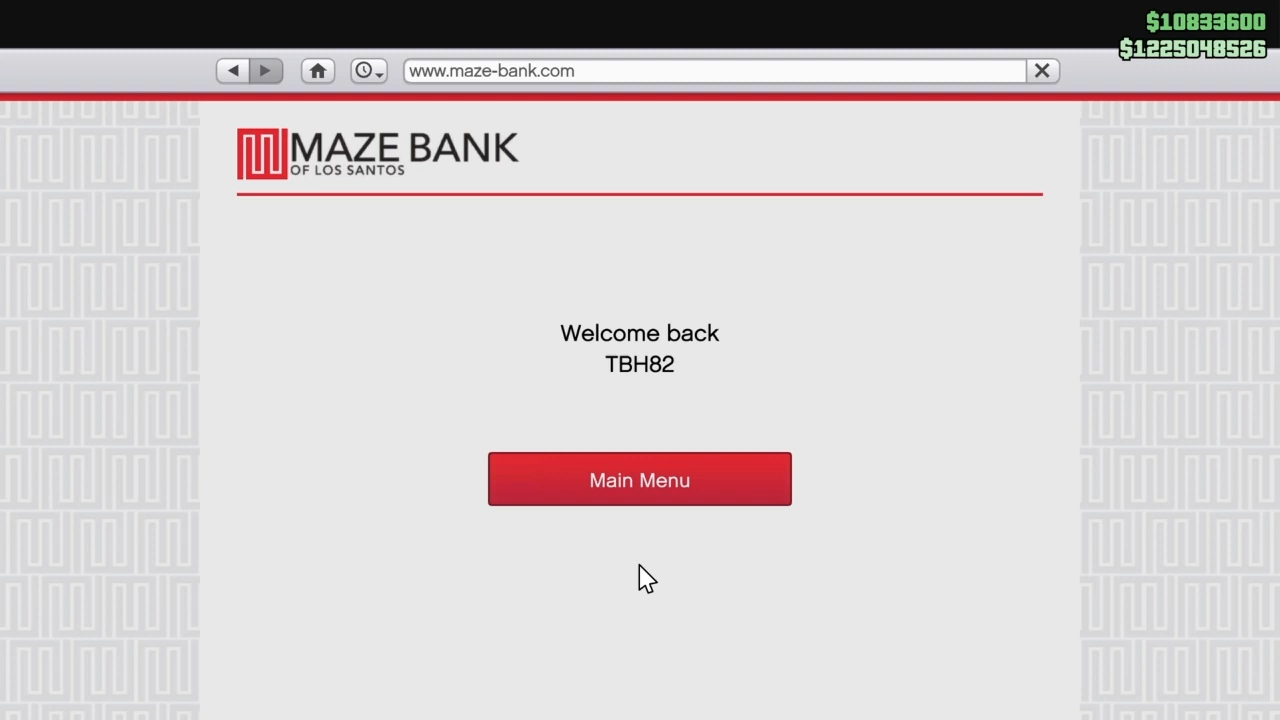 $10833600
$1225048526
www.maze-bank.com
MAZE BANK
OF LOS SANTOS
Welcome back
TBH82
Main Menu